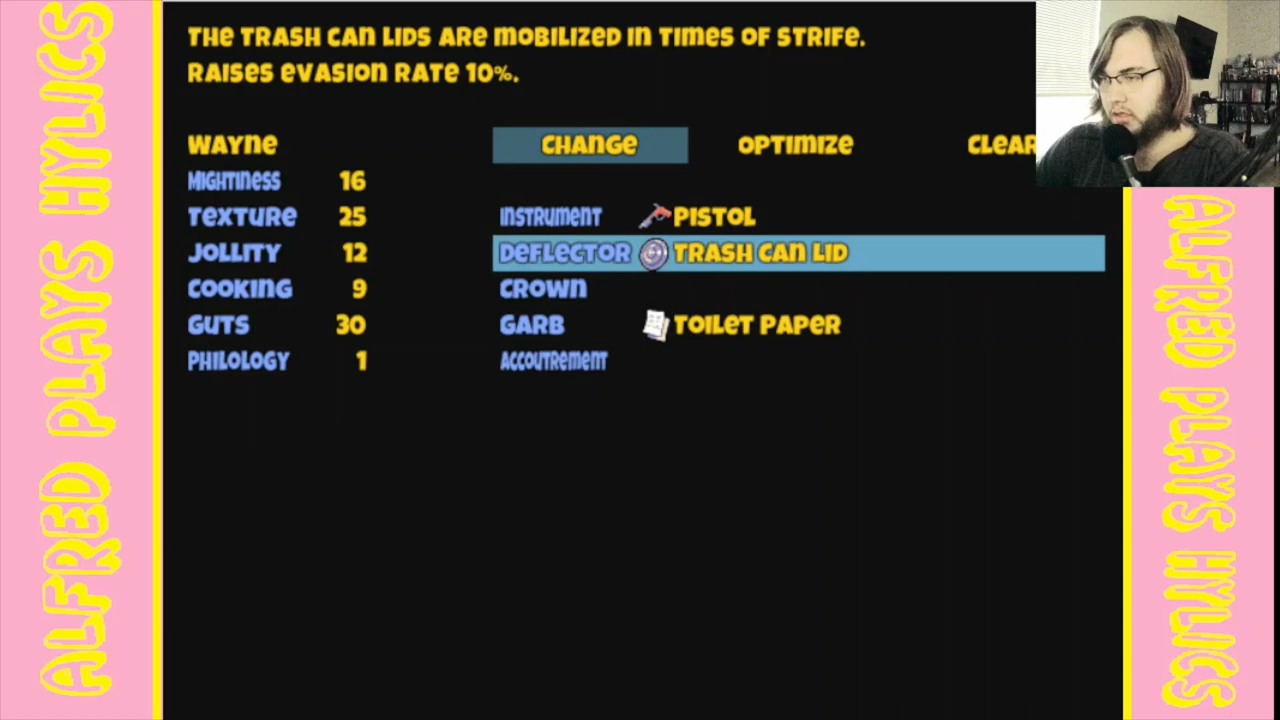 ALFRED PLAYS HYLICS
THE TRASH CAN LIDS ARE MOBILIZED IN TIMES OF STRIFE.
RAISES EVASION RATE 10%.
WAYNE
CHANGE
OPTIMIZE
CLEAR
MIGHTINESS 16
TEXTURE 25
INSTRUMENT PISTOL
JOLLITY 12
DEFLECTOR TRASH CAN LID
COOKING 9
CROWN
GUTS 30
GARB TOILET PAPER
PHILOLOGY 1
ACCOUTREMENT
ALFRED PLAYS HYLICS